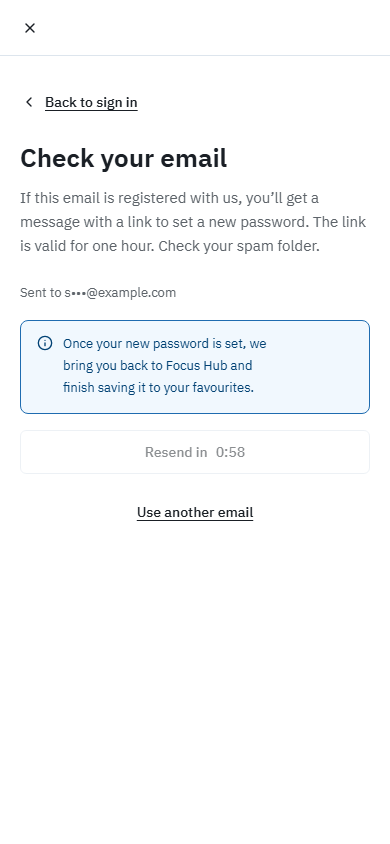 Back to sign in
Check your email
If this email is registered with us, you’ll get a
message with a link to set a new password. The link
is valid for one hour. Check your spam folder.
Sent to s•••@example.com
Once your new password is set, we
bring you back to Focus Hub and
finish saving it to your favourites.
Resend in 0:58
Use another email